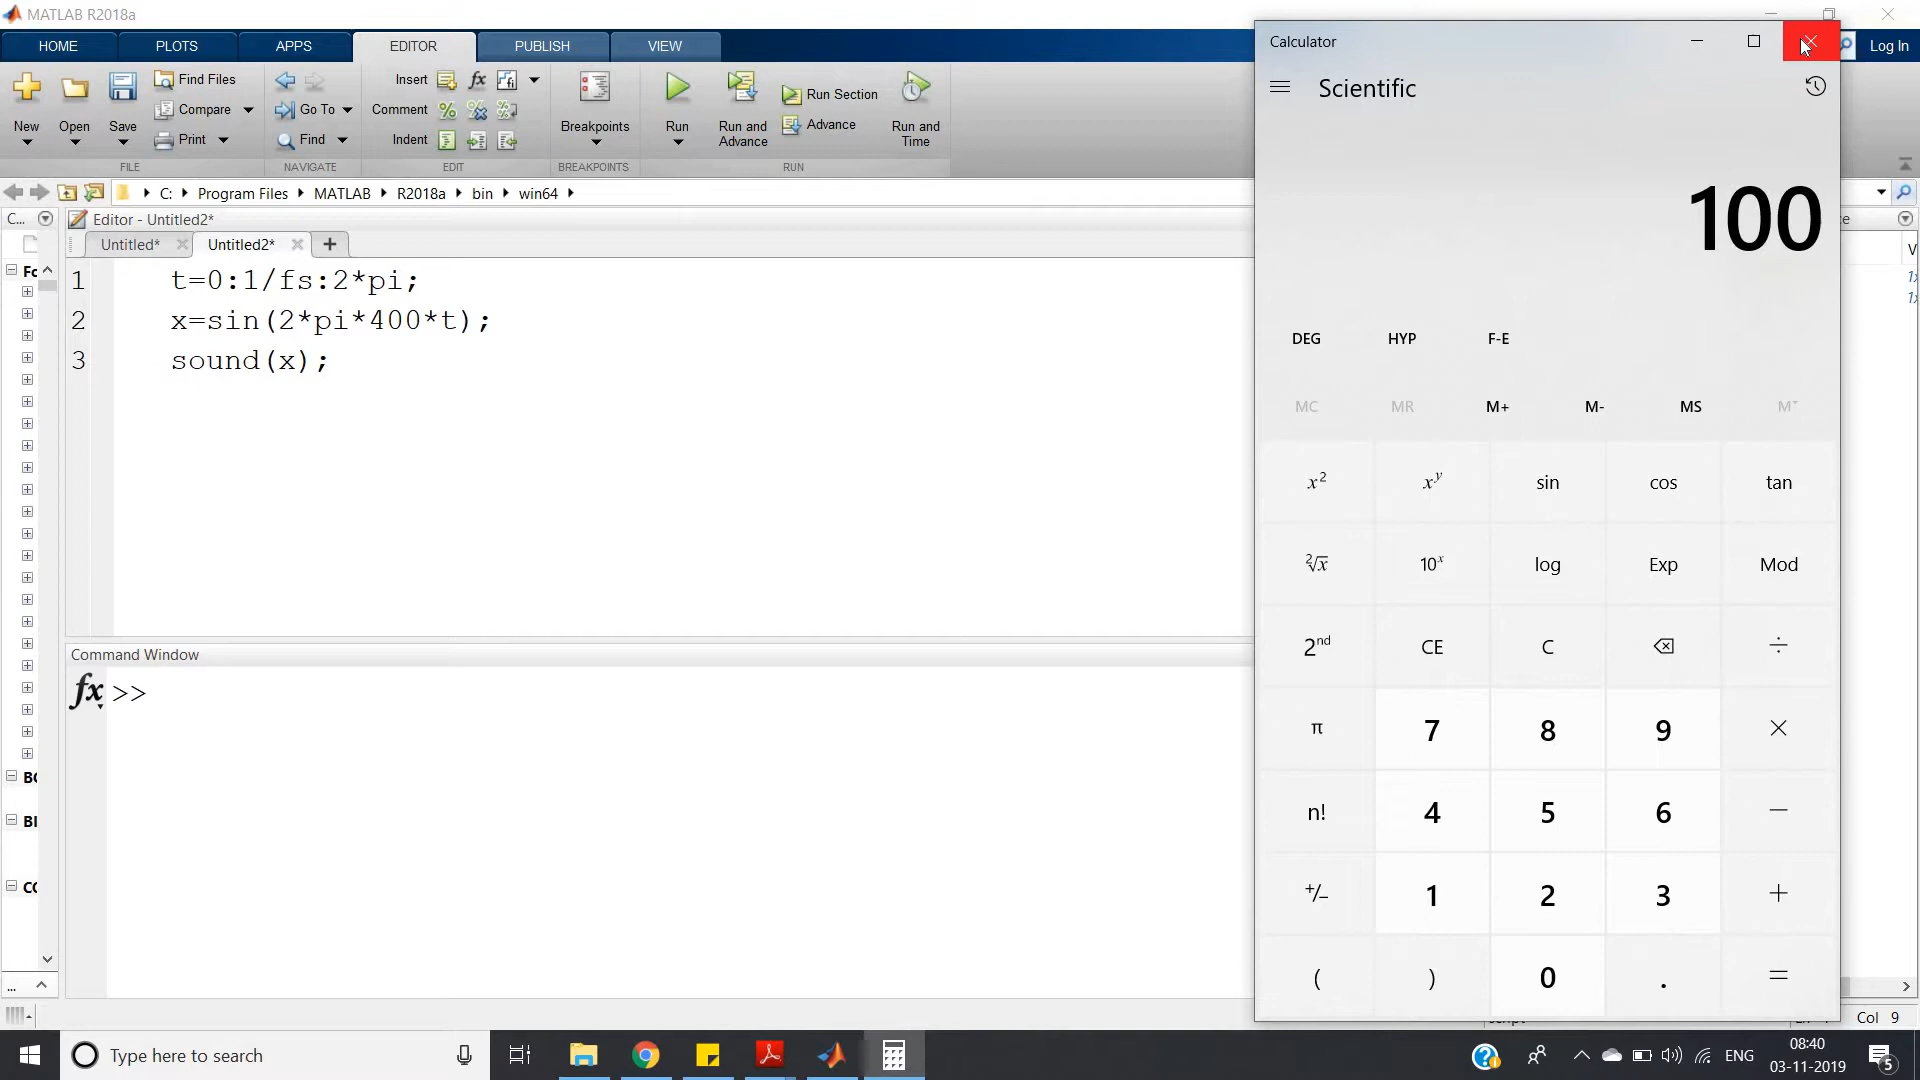 MATLAB R2018a
HOME PLOTS APPS EDITOR PUBLISH VIEW Log In
New
Open
Save
Find Files
Compare
Print
FILE
Go To
Find
NAVIGATE
Insert fx
Comment
Indent
EDIT
Breakpoints
BREAKPOINTS
Run
Run and Advance
Run Section
Advance
Run and Time
RUN
C: Program Files MATLAB R2018a bin win64
C...
Editor - Untitled2*
Untitled* Untitled2* +
1 t=0:1/fs:2*pi;
2 x=sin(2*pi*400*t);
3 sound(x);
Command Window
fx >>
...
Col 9
Calculator
Scientific
100
DEG HYP F-E
MC MR M+ M- MS M
x² xʸ sin cos tan
²√x 10ˣ log Exp Mod
2ⁿᵈ CE C ÷
π 7 8 9 ×
n! 4 5 6 −
+/− 1 2 3 +
( ) 0 . =
Type here to search
ENG
08:40
03-11-2019
5